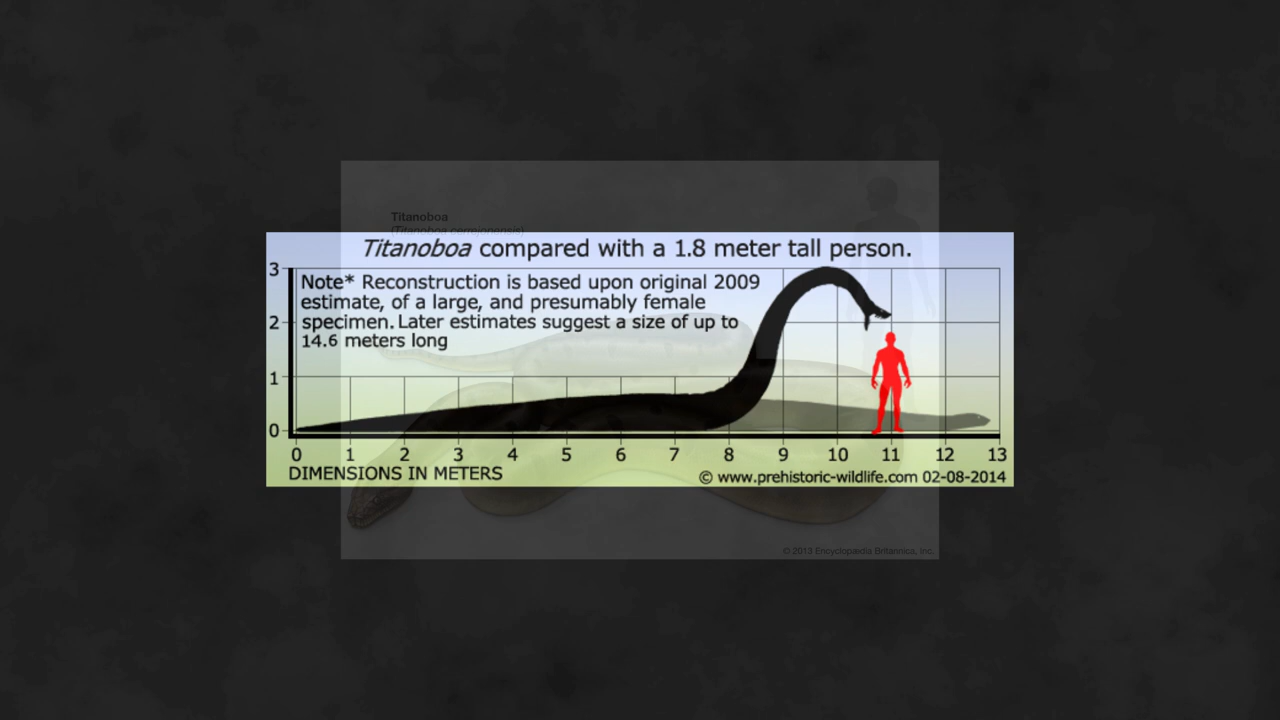 Titanoboa
(Titanoboa cerrejonensis)
Titanoboa compared with a 1.8 meter tall person.
Note* Reconstruction is based upon original 2009
estimate, of a large, and presumably female
specimen. Later estimates suggest a size of up to
14.6 meters long
3
2
1
0
0 1 2 3 4 5 6 7 8 9 10 11 12 13
DIMENSIONS IN METERS
© www.prehistoric-wildlife.com 02-08-2014
© 2013 Encyclopædia Britannica, Inc.